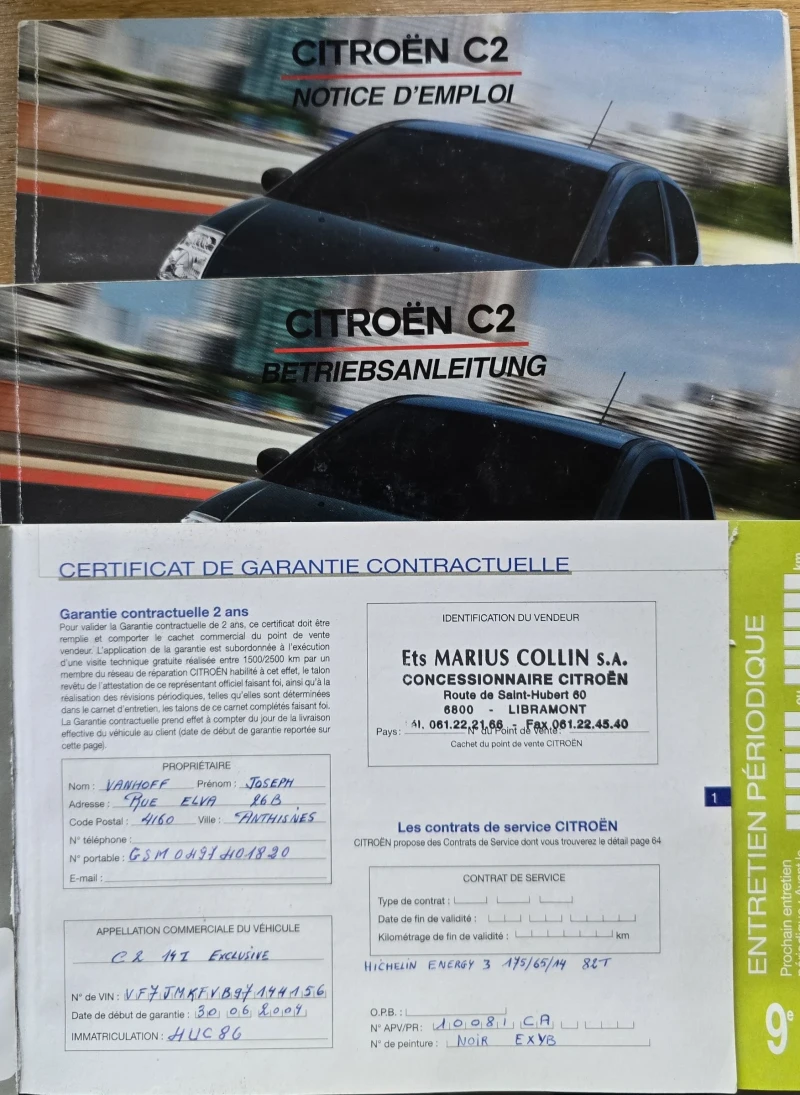 CITROËN C2
NOTICE D'EMPLOI
CITROËN C2
BETRIEBSANLEITUNG
CERTIFICAT DE GARANTIE CONTRACTUELLE
Garantie contractuelle 2 ans
Pour valider la Garantie contractuelle de 2 ans, ce certificat doit être
remplie et comporter le cachet commercial du point de vente
vendeur. L'application de la garantie est subordonnée à l'exécution
d'une visite technique gratuite réalisée entre 1500/2500 km par un
membre du réseau de réparation CITROËN habilité à cet effet, le talon
revêtu de l'attestation de ce représentant officiel faisant foi, ainsi qu'à la
réalisation des révisions périodiques, telles qu'elles sont déterminées
dans le carnet d'entretien, les talons de ce carnet complétés faisant foi.
La Garantie contractuelle prend effet à compter du jour de la livraison
effective du véhicule au client (date de début de garantie reportée sur
cette page).
PROPRIÉTAIRE
Nom : VANHOFF Prénom : JOSEPH
Adresse : RUE ELVA 26B
Code Postal : 4160 Ville : ANTHISNES
N° téléphone :
N° portable : GSM 0497401820
E-mail :
APPELLATION COMMERCIALE DU VÉHICULE
C2 14I EXCLUSIVE
N° de VIN : VF7JMKFVB97144156
Date de début de garantie : 30 06 2004
IMMATRICULATION : HUC86
IDENTIFICATION DU VENDEUR
Ets MARIUS COLLIN S.A.
CONCESSIONNAIRE CITROËN
Route de Saint-Hubert 60
6800 - LIBRAMONT
Tél. 061.22.21.66 - Fax 061.22.45.40
Pays : N° du Point de vente :
Cachet du point de vente CITROËN
1
Les contrats de service CITROËN
CITROËN propose des Contrats de Service dont vous trouverez le détail page 64
CONTRAT DE SERVICE
Type de contrat :
Date de fin de validité :
Kilométrage de fin de validité : km
MICHELIN ENERGY 3 175/65/14 82T
O.P.B. :
N° APV/PR : 10081 CA
N° de peinture : NOIR EXYB
ENTRETIEN PÉRIODIQUE
Prochain entretien
km
ou
9e